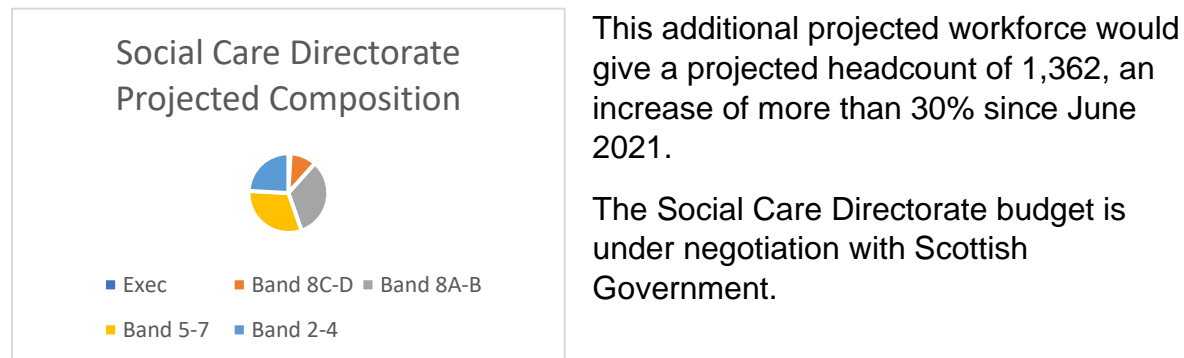 Social Care Directorate
Projected Composition
Exec
Band 8C-D
Band 8A-B
Band 5-7
Band 2-4
This additional projected workforce would
give a projected headcount of 1,362, an
increase of more than 30% since June
2021.
The Social Care Directorate budget is
under negotiation with Scottish
Government.